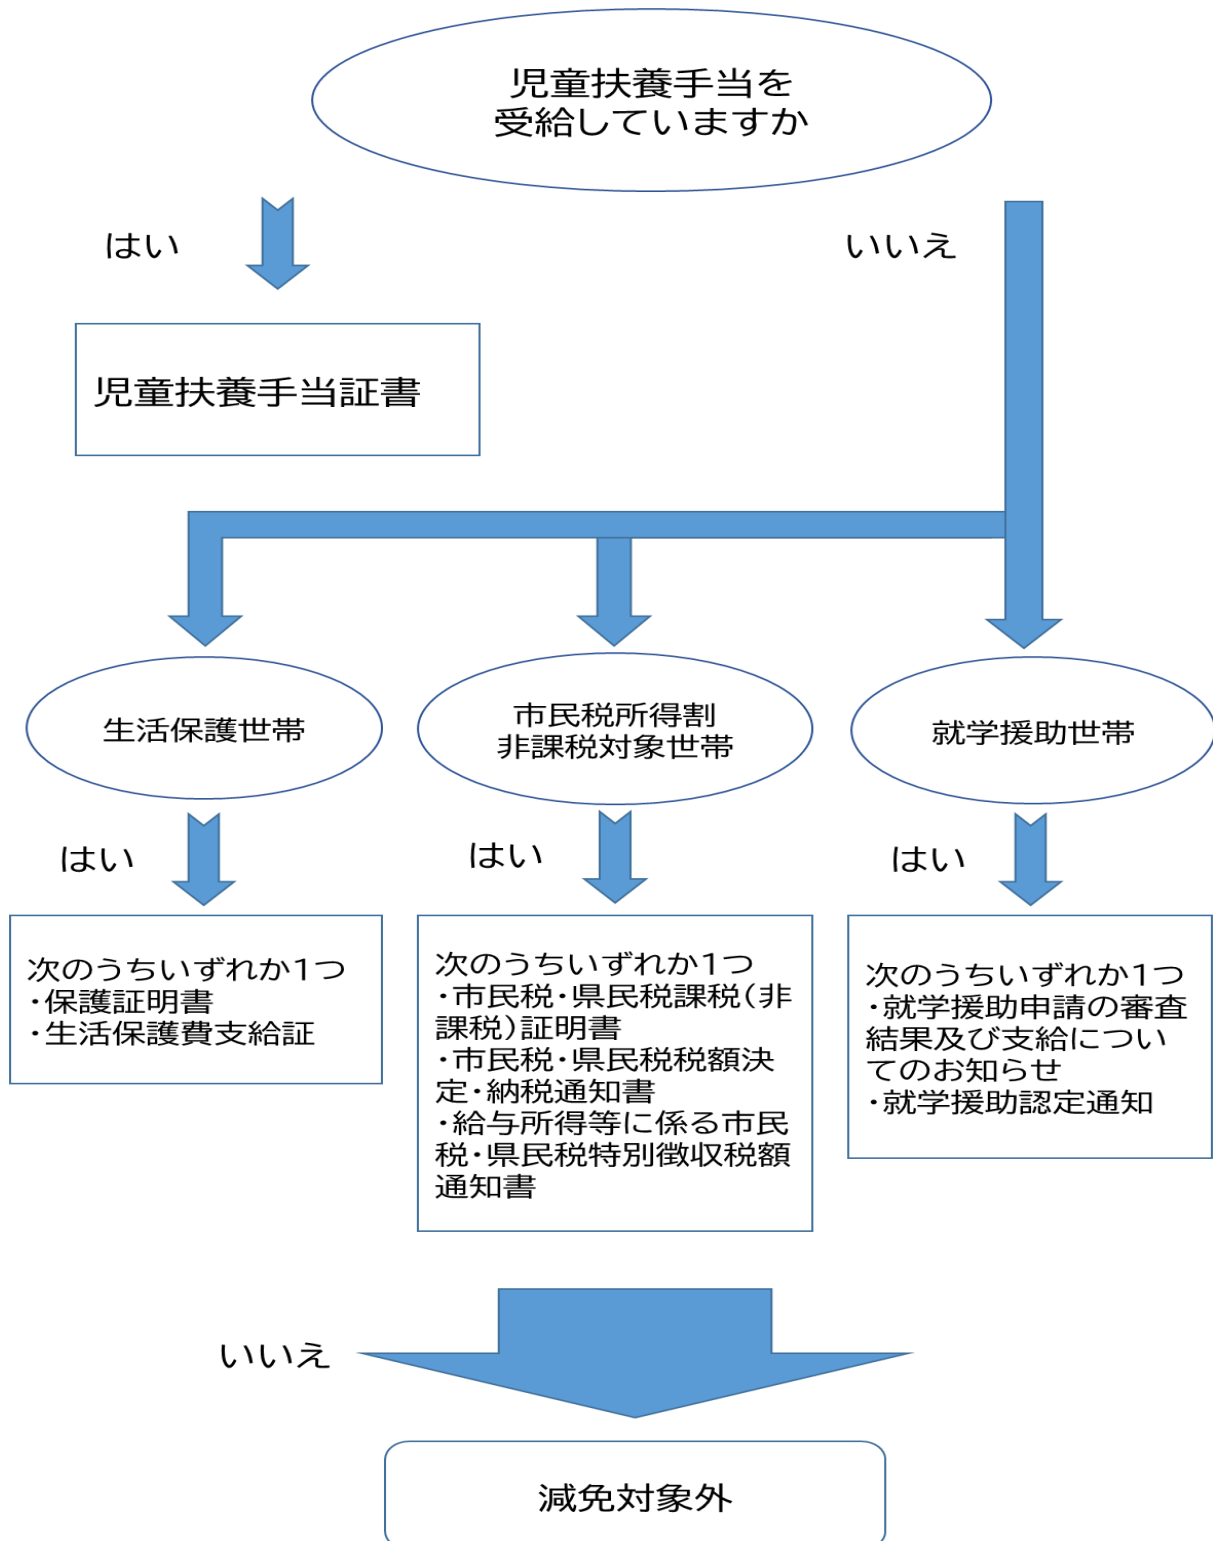 児童扶養手当を
受給していますか
はい
いいえ
児童扶養手当証書
生活保護世帯
市民税所得割
非課税対象世帯
就学援助世帯
はい
はい
はい
次のうちいずれか1つ
・保護証明書
・生活保護費支給証
次のうちいずれか1つ
・市民税・県民税課税(非
課税)証明書
・市民税・県民税税額決
定・納税通知書
・給与所得等に係る市民
税・県民税特別徴収税額
通知書
次のうちいずれか1つ
・就学援助申請の審査
結果及び支給につい
てのお知らせ
・就学援助認定通知
いいえ
減免対象外